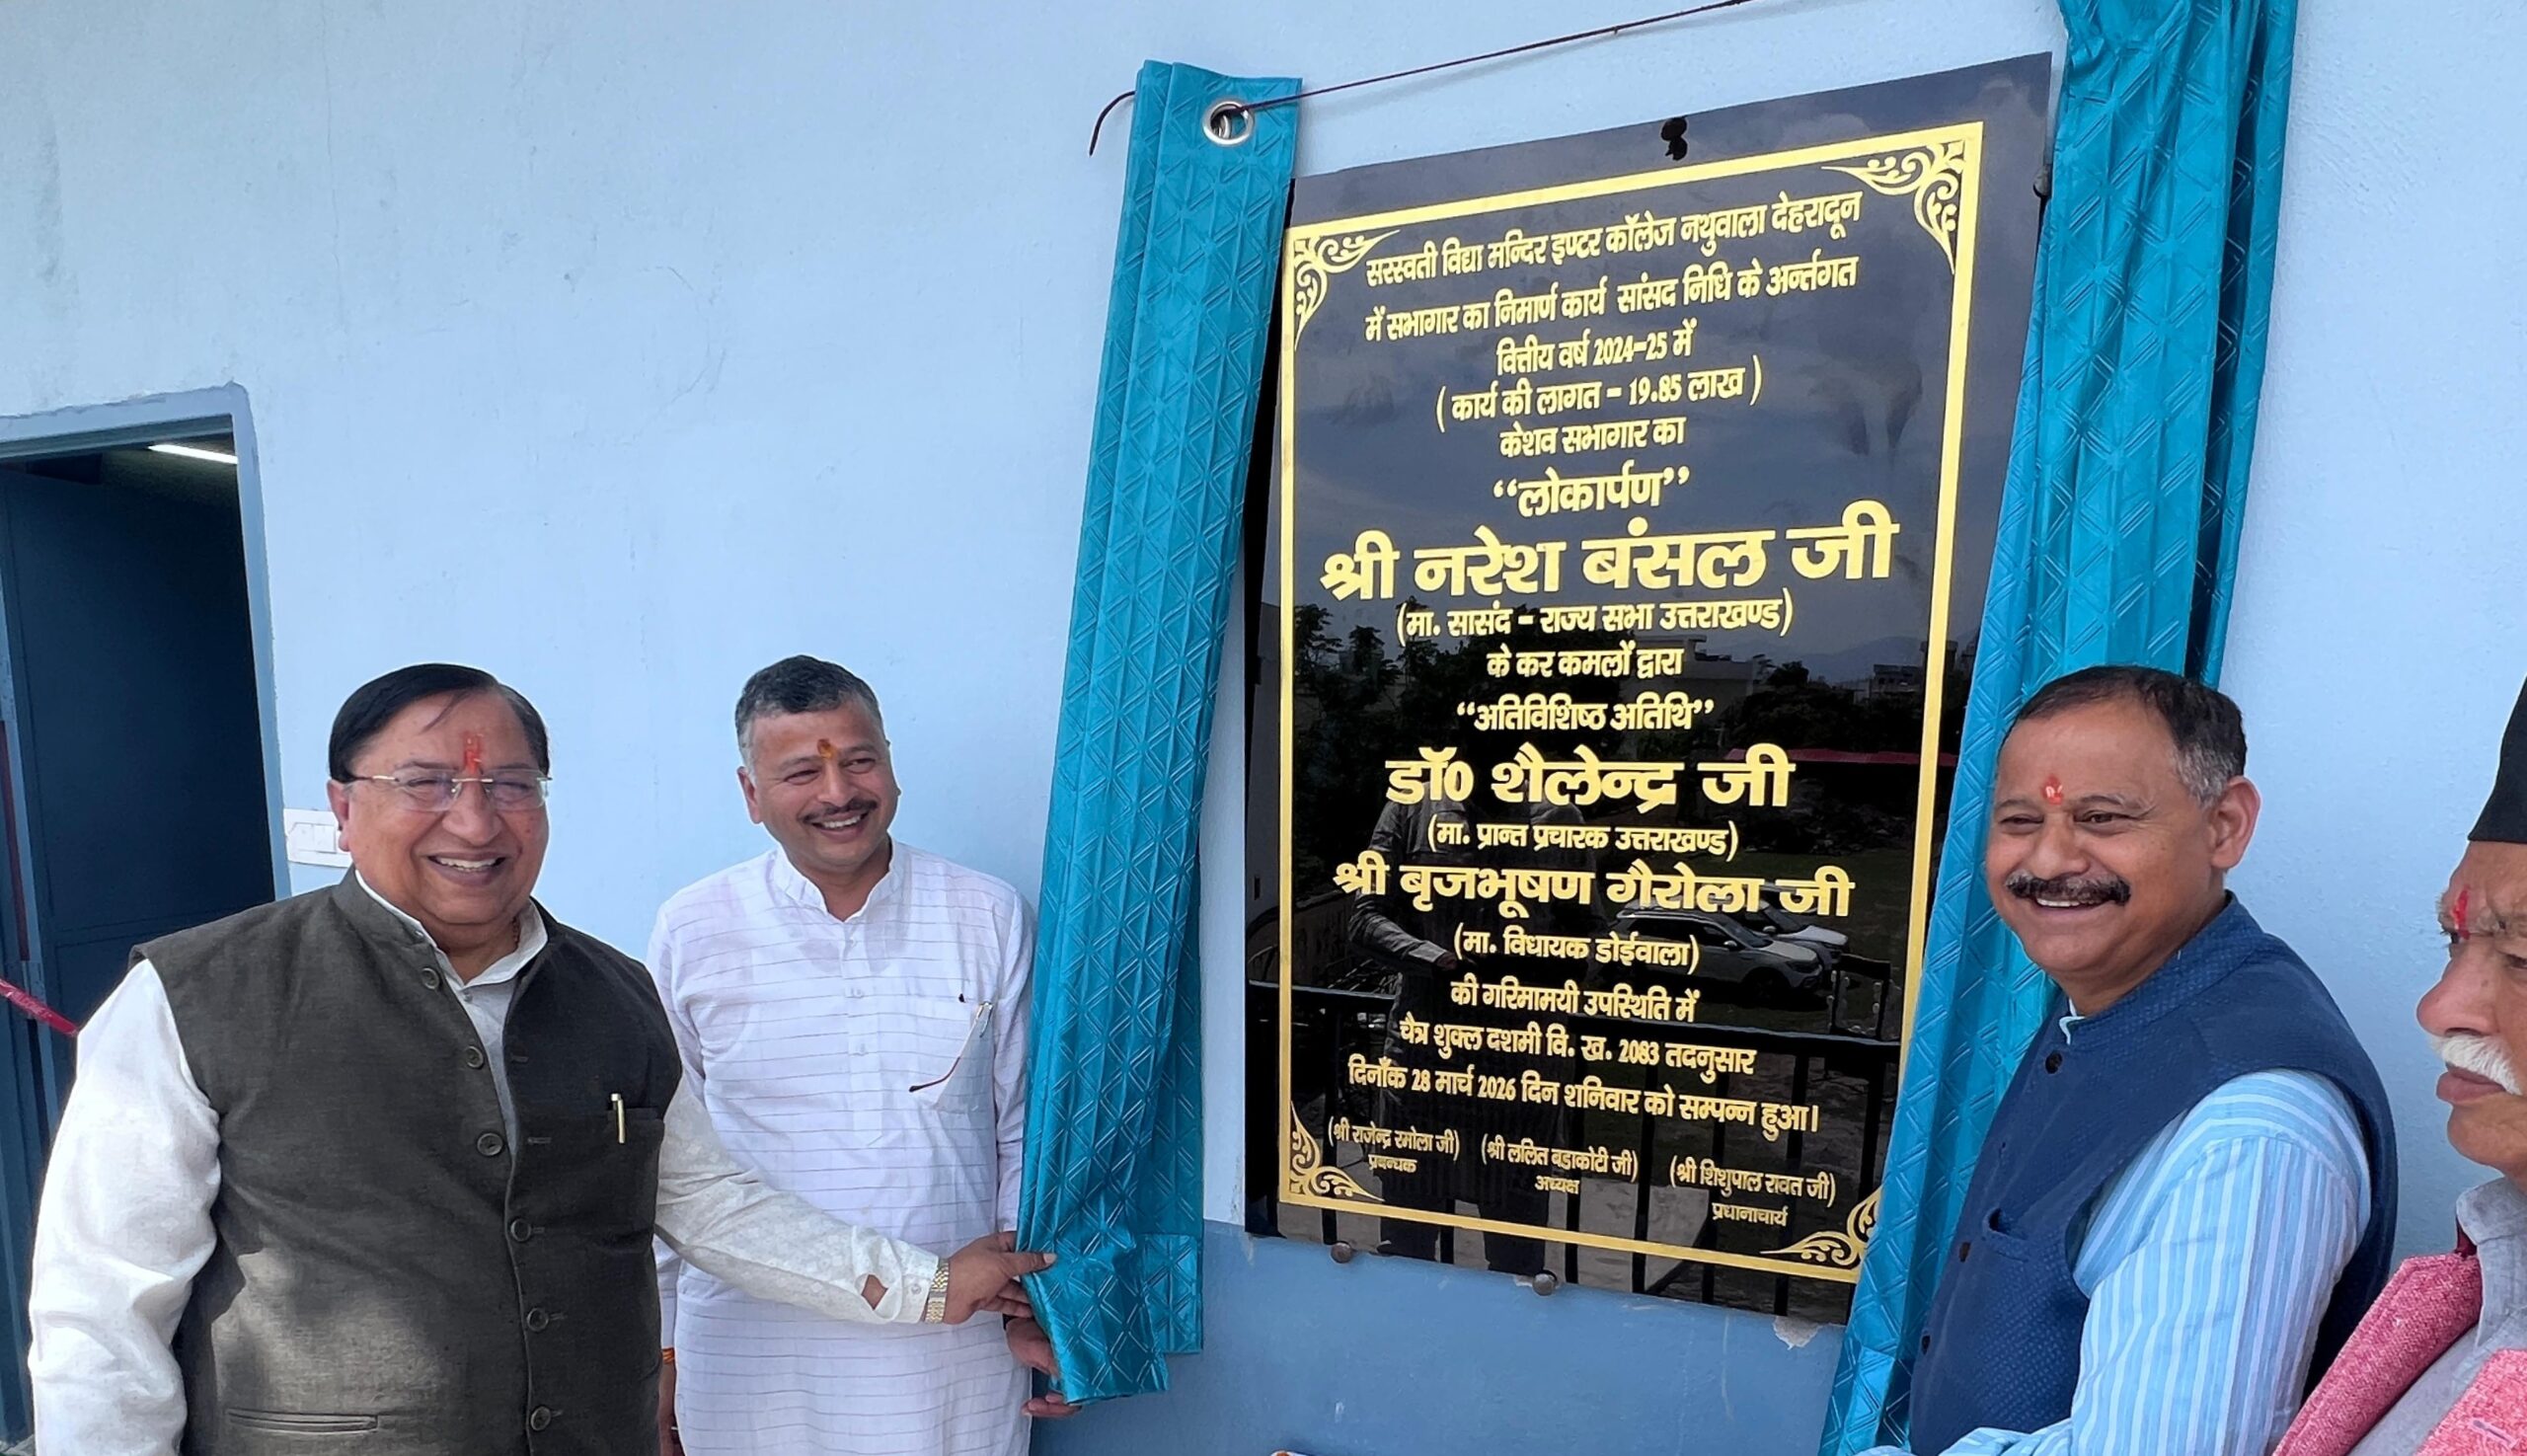 सरस्वती विद्या मन्दिर इण्टर कॉलेज नथुवाला देहरादून
में सभागार का निमार्ण कार्य सांसद निधि के अर्न्तगत
वित्तीय वर्ष 2024-25 में
( कार्य की लागत - 19.85 लाख )
केशव सभागार का
“लोकार्पण”
श्री नरेश बंसल जी
(मा. सासंद - राज्य सभा उत्तराखण्ड)
के कर कमलों द्वारा
“अतिविशिष्ठ अतिथि”
डॉ0 शैलेन्द्र जी
(मा. प्रान्त प्रचारक उत्तराखण्ड)
श्री बृजभूषण गैरोला जी
(मा. विधायक डोईवाला)
की गरिमामयी उपस्थिति में
चैत्र शुक्ल दशमी वि. ख. 2083 तदनुसार
दिनाँक 28 मार्च 2026 दिन शनिवार को सम्पन्न हुआ।
(श्री राजेन्द्र रमोला जी) (श्री ललित बडाकोटी जी) (श्री शिशुपाल रावत जी)
प्रबन्धक अध्यक्ष प्रधानाचार्य